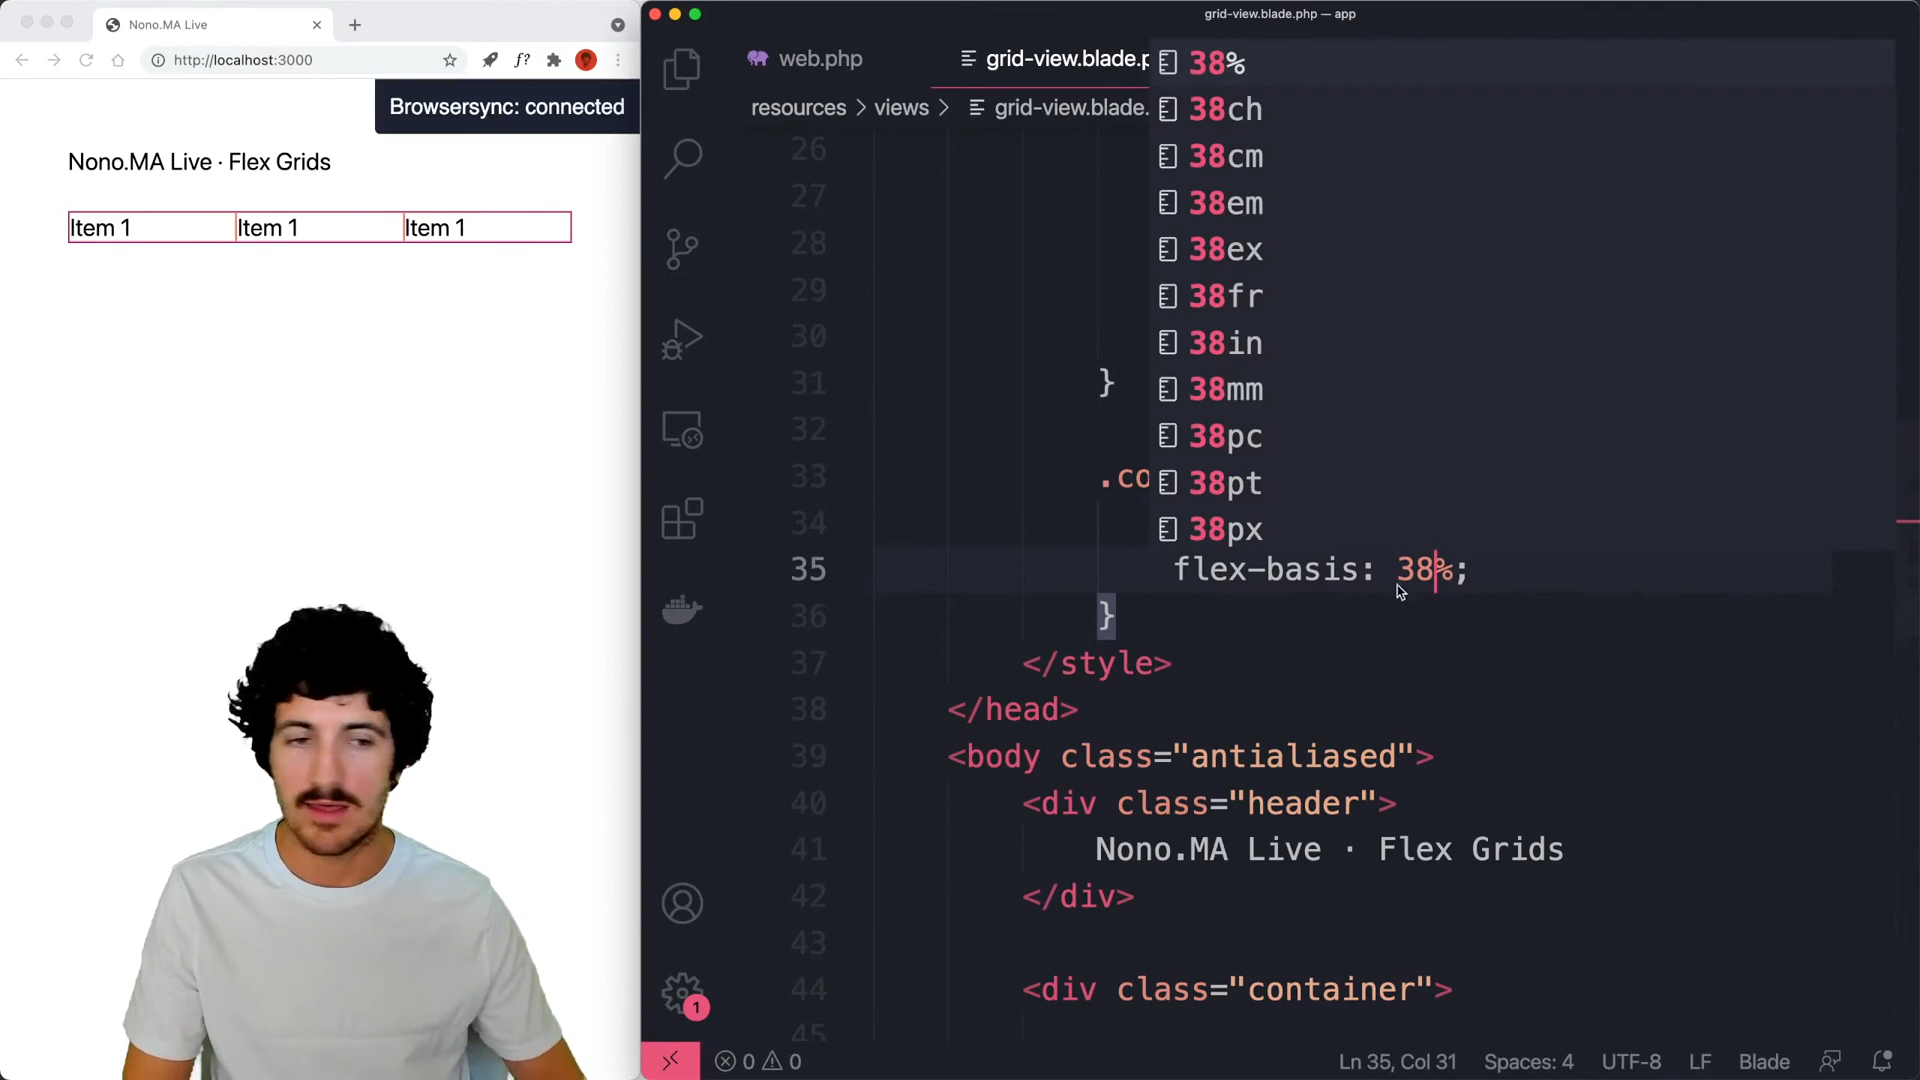 Nono.MA Live
http://localhost:3000
f?
Browsersync: connected
Nono.MA Live · Flex Grids
Item 1
Item 1
Item 1
grid-view.blade.php — app
web.php
grid-view.blade.p
resources > views > grid-view.blade.
38%
38ch
38cm
38em
38ex
38fr
38in
38mm
38pc
38pt
38px
26
27
28
29
30
31 }
32
33 .co
34
35 flex-basis: 38%;
36 }
37 </style>
38 </head>
39 <body class="antialiased">
40 <div class="header">
41 Nono.MA Live · Flex Grids
42 </div>
43
44 <div class="container">
45
1
0 0
Ln 35, Col 31
Spaces: 4
UTF-8
LF
Blade